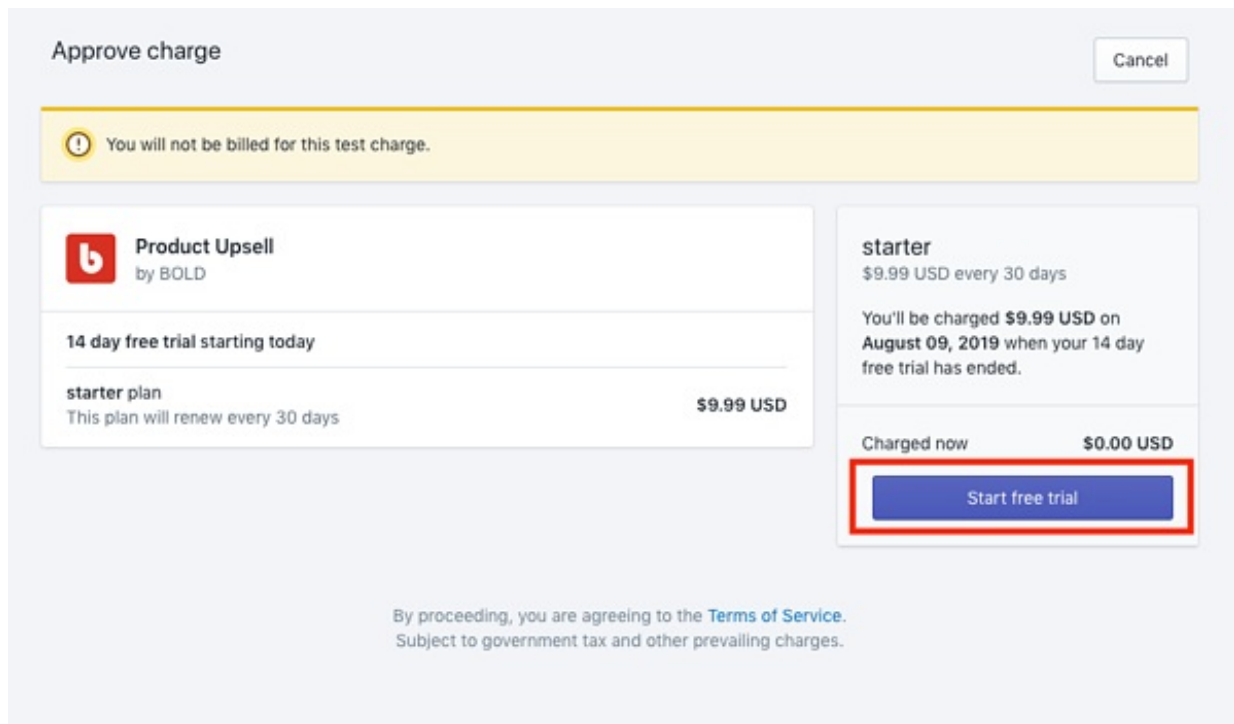 Approve charge
Cancel
You will not be billed for this test charge.
Product Upsell
by BOLD
14 day free trial starting today
starter plan
This plan will renew every 30 days
$9.99 USD
starter
$9.99 USD every 30 days
You'll be charged $9.99 USD on
August 09, 2019 when your 14 day
free trial has ended.
Charged now
$0.00 USD
Start free trial
By proceeding, you are agreeing to the Terms of Service.
Subject to government tax and other prevailing charges.